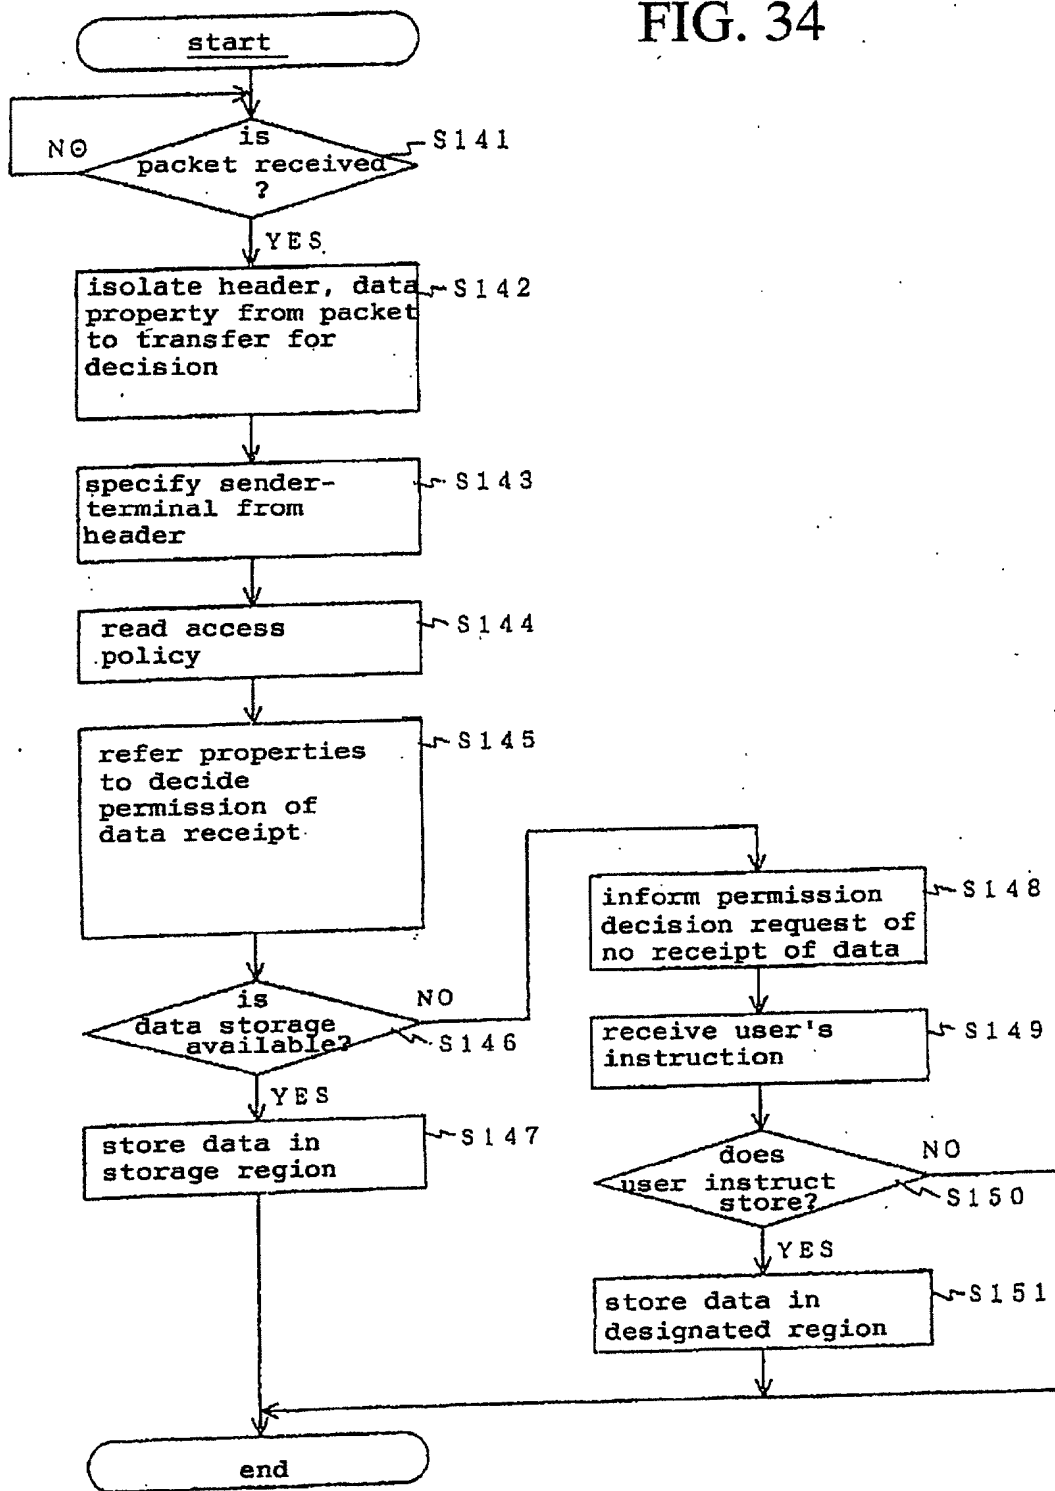 FIG. 34
start
is
packet received
?
S141
NO
YES
isolate header, data
property from packet
to transfer for
decision
S142
specify sender-
terminal from
header
S143
read access
policy
S144
refer properties
to decide
permission of
data receipt
S145
is
data storage
available?
S146
NO
YES
store data in
storage region
S147
inform permission
decision request of
no receipt of data
S148
receive user's
instruction
S149
does
user instruct
store?
NO
S150
YES
store data in
designated region
S151
end